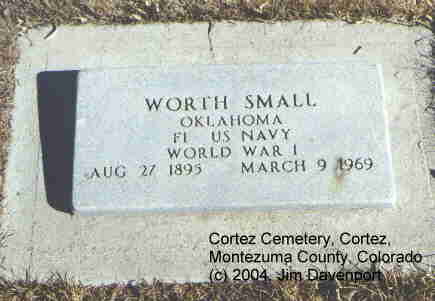 WORTH SMALL
OKLAHOMA
F1 US NAVY
WORLD WAR I
AUG 27 1895 MARCH 9 1969
Cortez Cemetery, Cortez,
Montezuma County, Colorado
(c) 2004, Jim Davenport